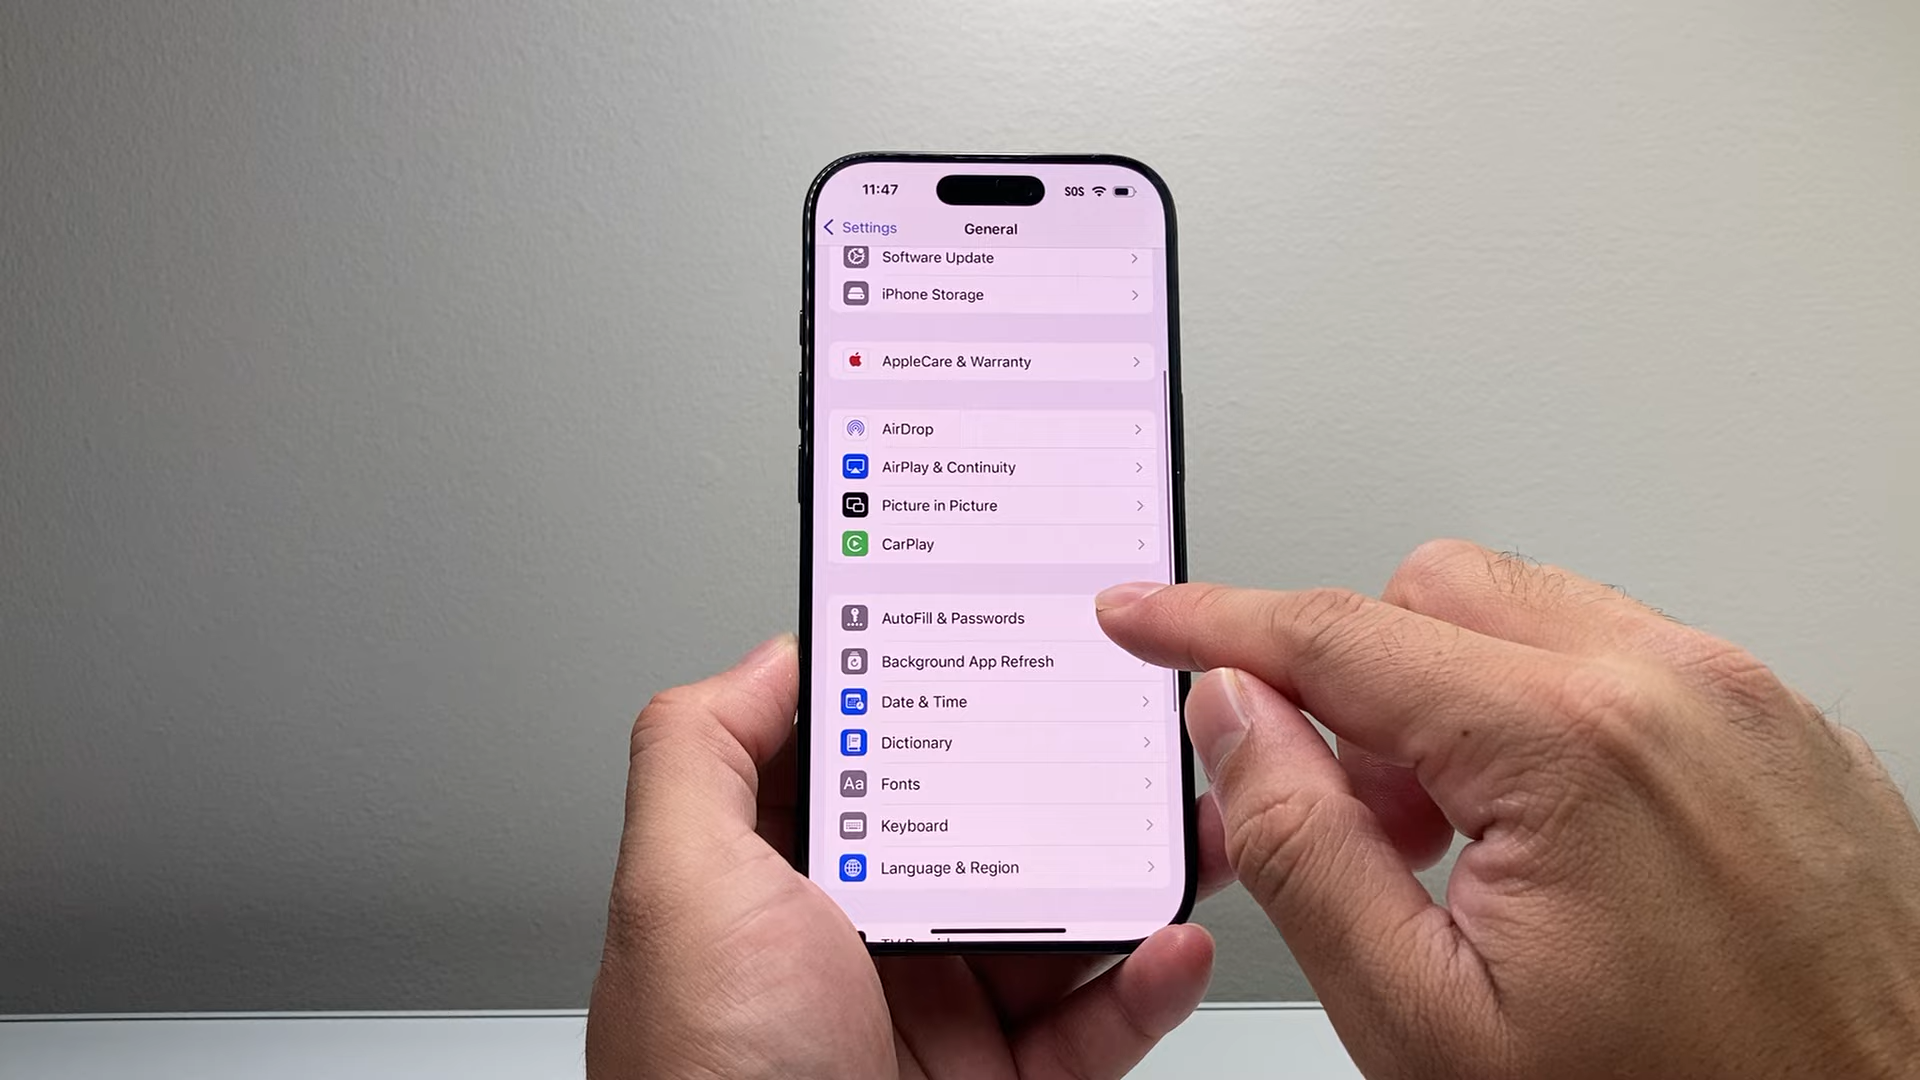 11:47 SOS
Settings General
Software Update
iPhone Storage
AppleCare & Warranty
AirDrop
AirPlay & Continuity
Picture in Picture
CarPlay
AutoFill & Passwords
Background App Refresh
Date & Time
Dictionary
Aa Fonts
Keyboard
Language & Region